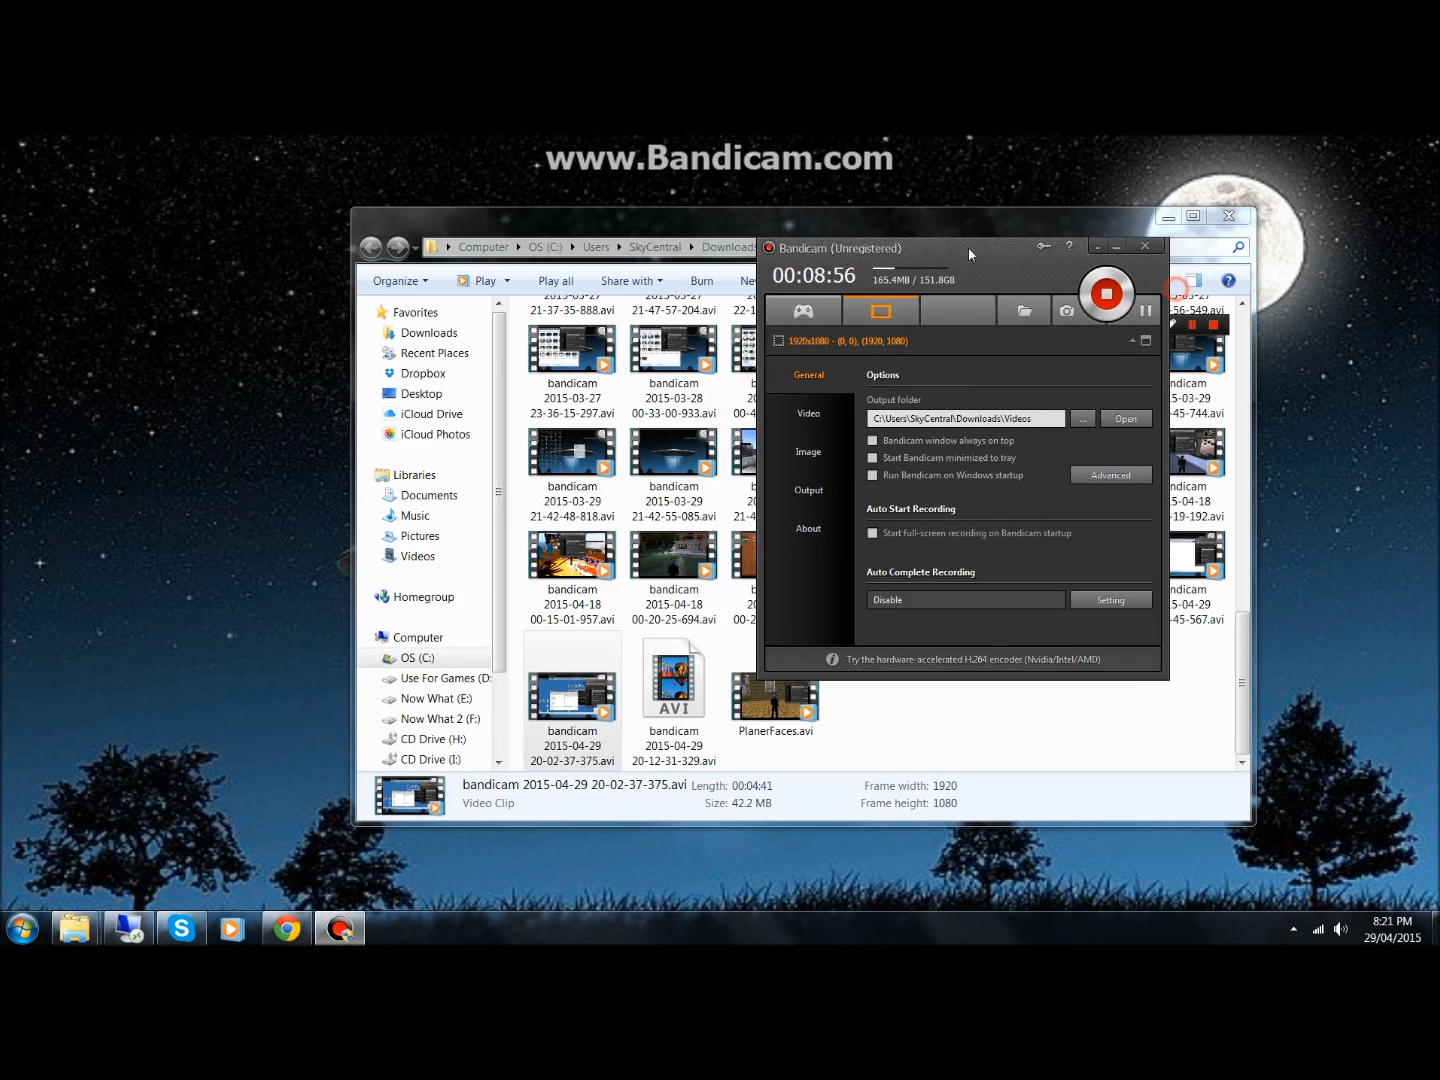 www.Bandicam.com
Computer OS (C:) Users SkyCentral Downloads
Organize Play Play all Share with Burn
Favorites
Downloads
Recent Places
Dropbox
Desktop
iCloud Drive
iCloud Photos
Libraries
Documents
Music
Pictures
Videos
Homegroup
Computer
OS (C:)
Use For Games (D:
Now What (E:)
Now What 2 (F:)
CD Drive (H:)
CD Drive (I:)
2015-03-27
21-37-35-888.avi
2015-03-27
21-47-57-204.avi
22-1
-56-549.avi
bandicam
2015-03-27
23-36-15-297.avi
bandicam
2015-03-28
00-33-00-933.avi
00-4
ndicam
5-03-29
-45-744.avi
bandicam
2015-03-29
21-42-48-818.avi
bandicam
2015-03-29
21-42-55-085.avi
21-4
ndicam
5-04-18
-19-192.avi
bandicam
2015-04-18
00-15-01-957.avi
bandicam
2015-04-18
00-20-25-694.avi
00-2
ndicam
5-04-29
-45-567.avi
bandicam
2015-04-29
20-02-37-375.avi
AVI
bandicam
2015-04-29
20-12-31-329.avi
PlanerFaces.avi
Bandicam (Unregistered)
00:08:56
165.4MB / 151.8GB
1920x1080 - (0, 0), (1920, 1080)
General
Video
Image
Output
About
Options
Output folder
C:\Users\SkyCentral\Downloads\Videos ... Open
Bandicam window always on top
Start Bandicam minimized to tray
Run Bandicam on Windows startup Advanced
Auto Start Recording
Start full-screen recording on Bandicam startup
Auto Complete Recording
Disable Setting
Try the hardware-accelerated H.264 encoder (Nvidia/Intel/AMD)
bandicam 2015-04-29 20-02-37-375.avi Length: 00:04:41 Frame width: 1920
Video Clip Size: 42.2 MB Frame height: 1080
8:21 PM
29/04/2015